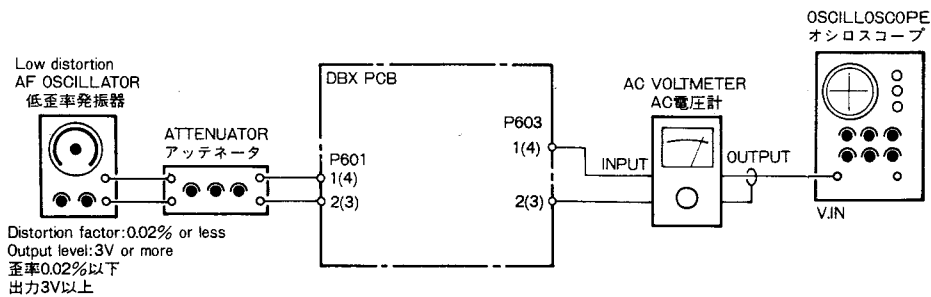 OSCILLOSCOPE
オシロスコープ
Low distortion
AF OSCILLATOR
低歪率発振器
DBX PCB
AC VOLTMETER
AC電圧計
ATTENUATOR
アッテネータ
P603
1(4)
INPUT
OUTPUT
P601
1(4)
2(3)
2(3)
V.IN
Distortion factor:0.02% or less
Output level:3V or more
歪率0.02%以下
出力3V以上